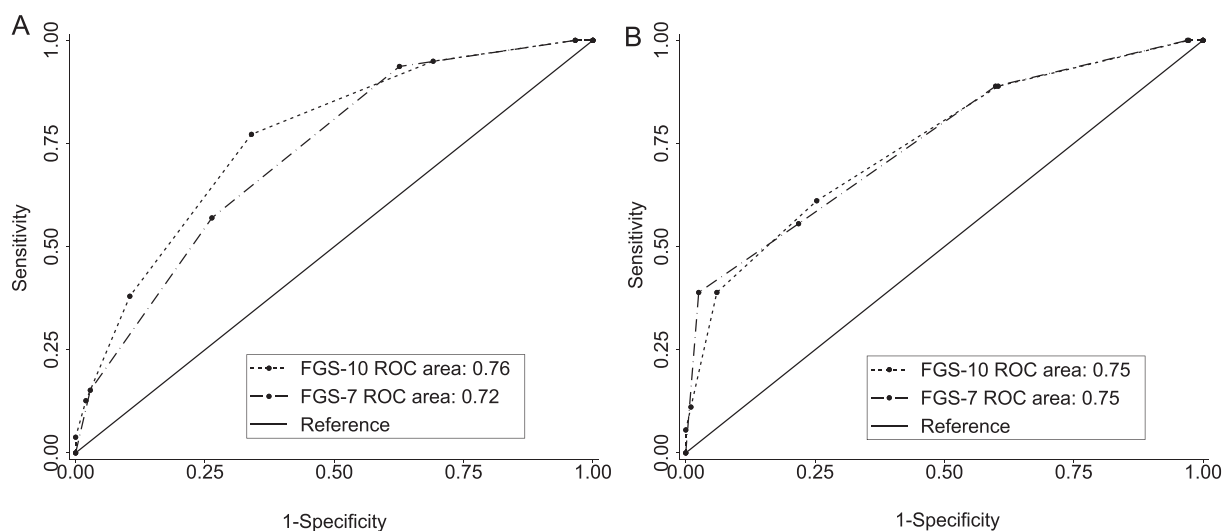 A
1.00
0.75
0.50
0.25
0.00
Sensitivity
FGS-10 ROC area: 0.76
FGS-7 ROC area: 0.72
Reference
0.00 0.25 0.50 0.75 1.00
1-Specificity
B
1.00
0.75
0.50
0.25
0.00
Sensitivity
FGS-10 ROC area: 0.75
FGS-7 ROC area: 0.75
Reference
0.00 0.25 0.50 0.75 1.00
1-Specificity